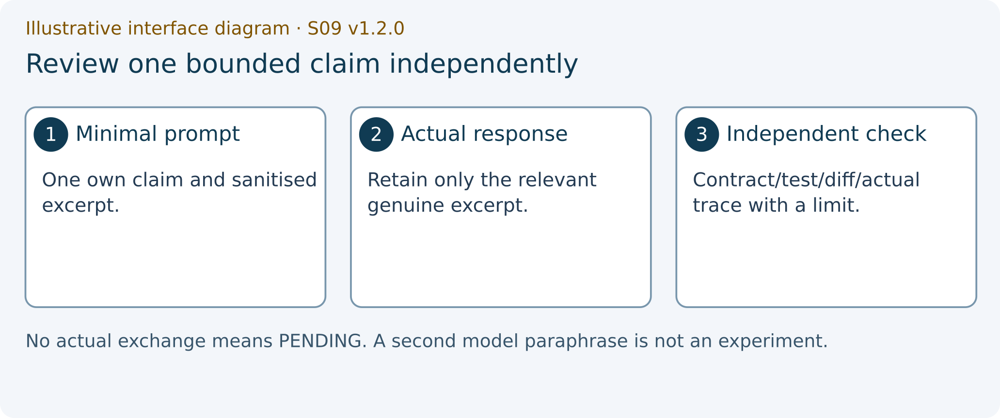 Illustrative interface diagram · S09 v1.2.0
Review one bounded claim independently
1 Minimal prompt
One own claim and sanitised
excerpt.
2 Actual response
Retain only the relevant
genuine excerpt.
3 Independent check
Contract/test/diff/actual
trace with a limit.
No actual exchange means PENDING. A second model paraphrase is not an experiment.